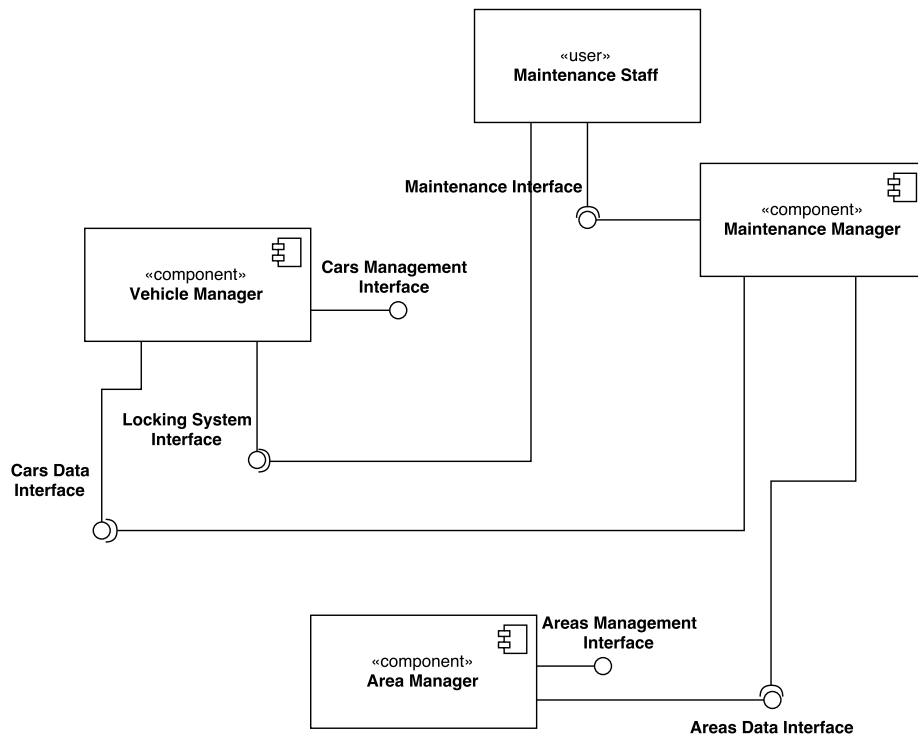 «user»
Maintenance Staff
Maintenance Interface
«component»
Maintenance Manager
«component»
Vehicle Manager
Cars Management
Interface
Locking System
Interface
Cars Data
Interface
«component»
Area Manager
Areas Management
Interface
Areas Data Interface